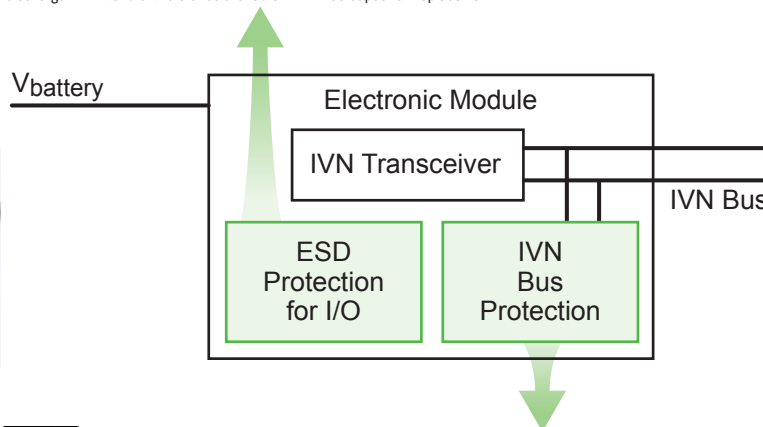 Vbattery
Electronic Module
IVN Transceiver
IVN Bus
ESD
Protection
for I/O
IVN
Bus
Protection